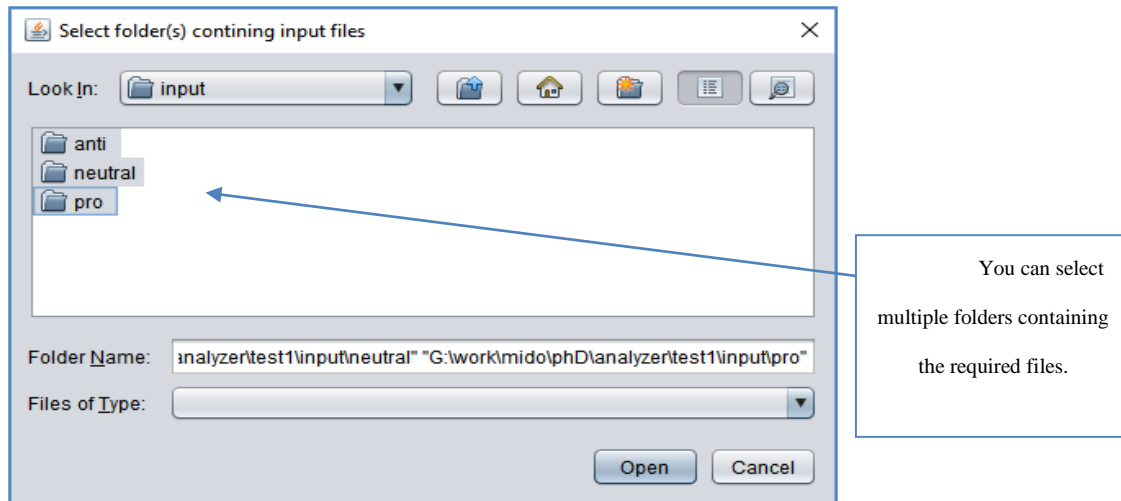 Select folder(s) contining input files
Look In: input
anti
neutral
pro
You can select
multiple folders containing
the required files.
Folder Name: analyzer\test1\input\neutral" "G:\work\mido\phD\analyzer\test1\input\pro"
Files of Type:
Open Cancel